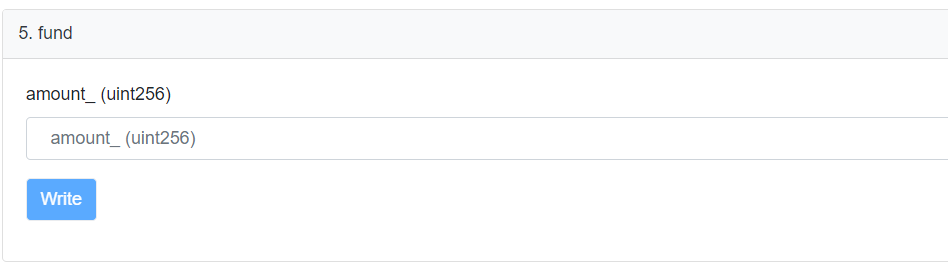 5. fund
amount_ (uint256)
amount_ (uint256)
Write